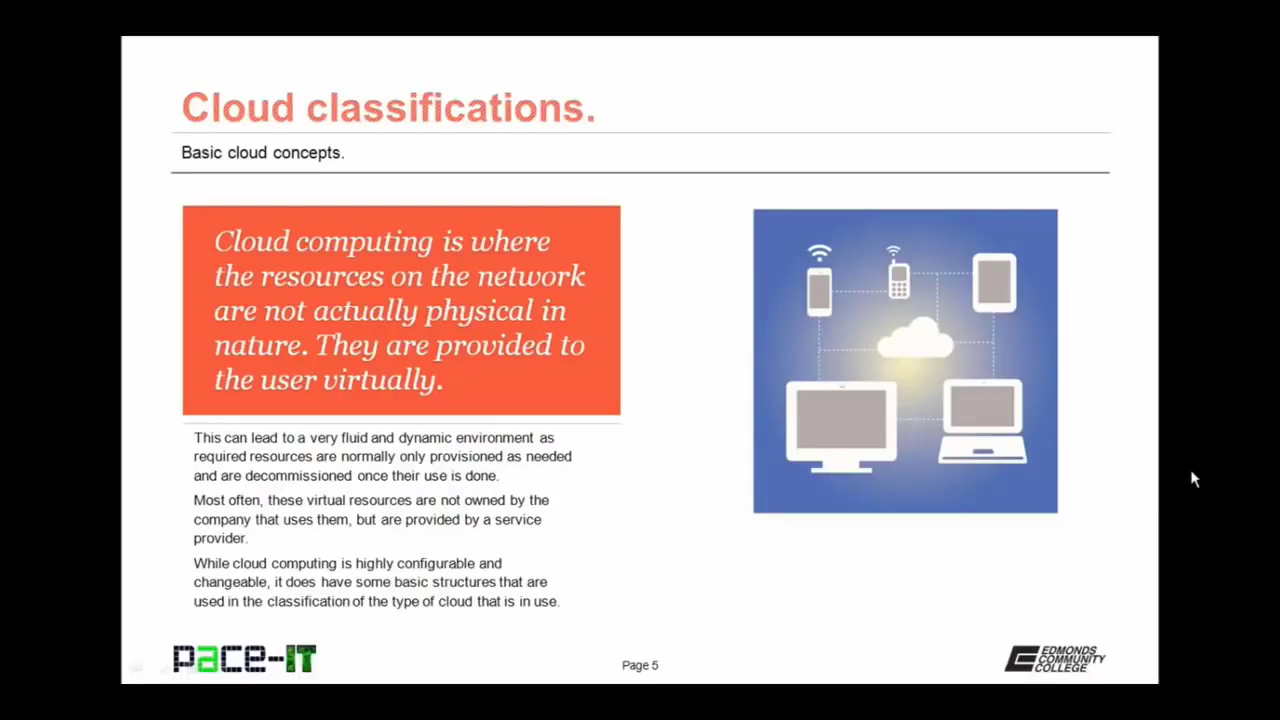 Cloud classifications.
Basic cloud concepts.
Cloud computing is where
the resources on the network
are not actually physical in
nature. They are provided to
the user virtually.
This can lead to a very fluid and dynamic environment as
required resources are normally only provisioned as needed
and are decommissioned once their use is done.
Most often, these virtual resources are not owned by the
company that uses them, but are provided by a service
provider.
While cloud computing is highly configurable and
changeable, it does have some basic structures that are
used in the classification of the type of cloud that is in use.
pace-IT
Page 5
EDMONDS
COMMUNITY
COLLEGE